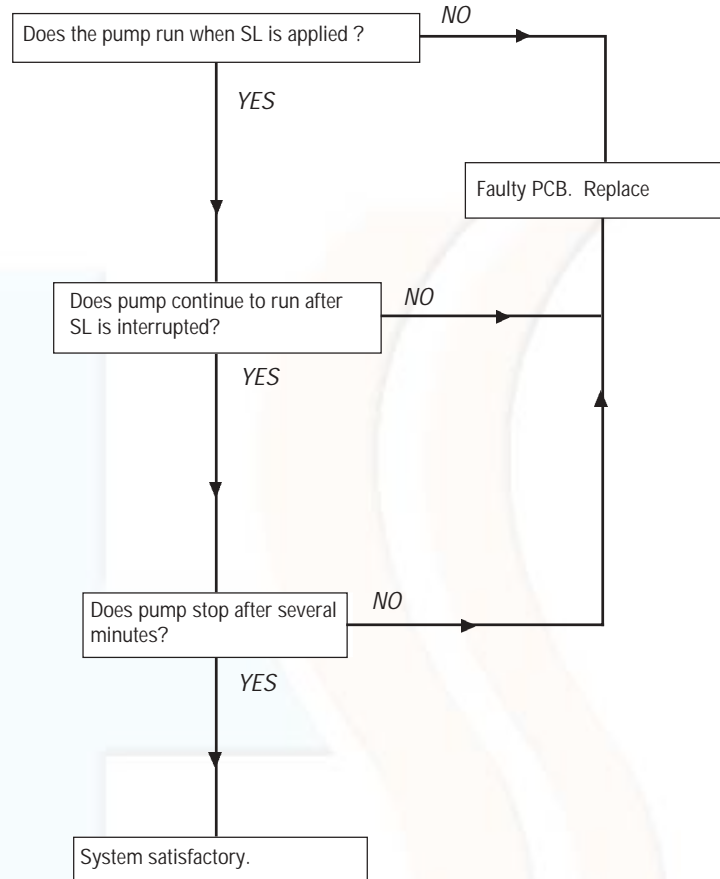 Does the pump run when SL is applied ?
NO
YES
Faulty PCB. Replace
Does pump continue to run after
SL is interrupted?
NO
YES
Does pump stop after several
minutes?
NO
YES
System satisfactory.